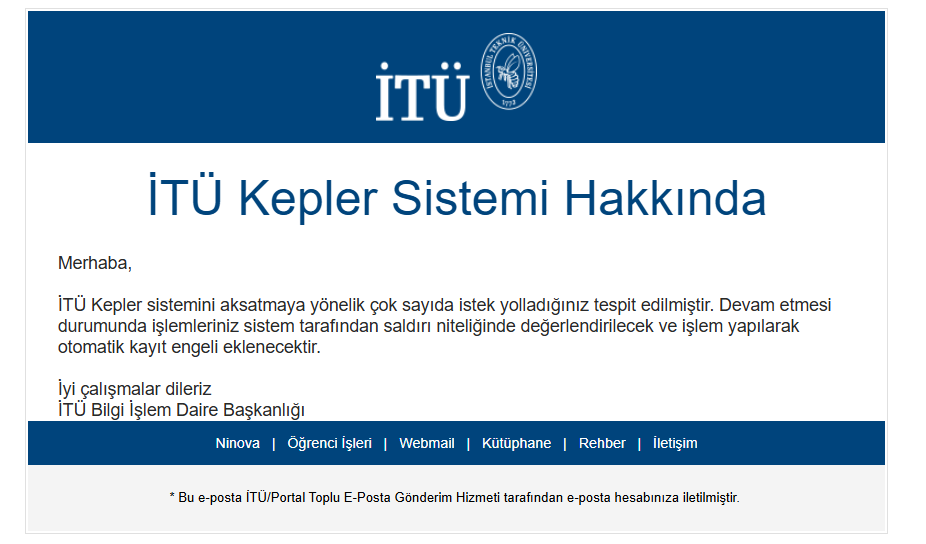 İTÜ
İSTANBUL TEKNİK ÜNİVERSİTESİ
1773
İTÜ Kepler Sistemi Hakkında
Merhaba,
İTÜ Kepler sistemini aksatmaya yönelik çok sayıda istek yolladığınız tespit edilmiştir. Devam etmesi
durumunda işlemleriniz sistem tarafından saldırı niteliğinde değerlendirilecek ve işlem yapılarak
otomatik kayıt engeli eklenecektir.
İyi çalışmalar dileriz
İTÜ Bilgi İşlem Daire Başkanlığı
Ninova | Öğrenci İşleri | Webmail | Kütüphane | Rehber | İletişim
* Bu e-posta İTÜ/Portal Toplu E-Posta Gönderim Hizmeti tarafından e-posta hesabınıza iletilmiştir.